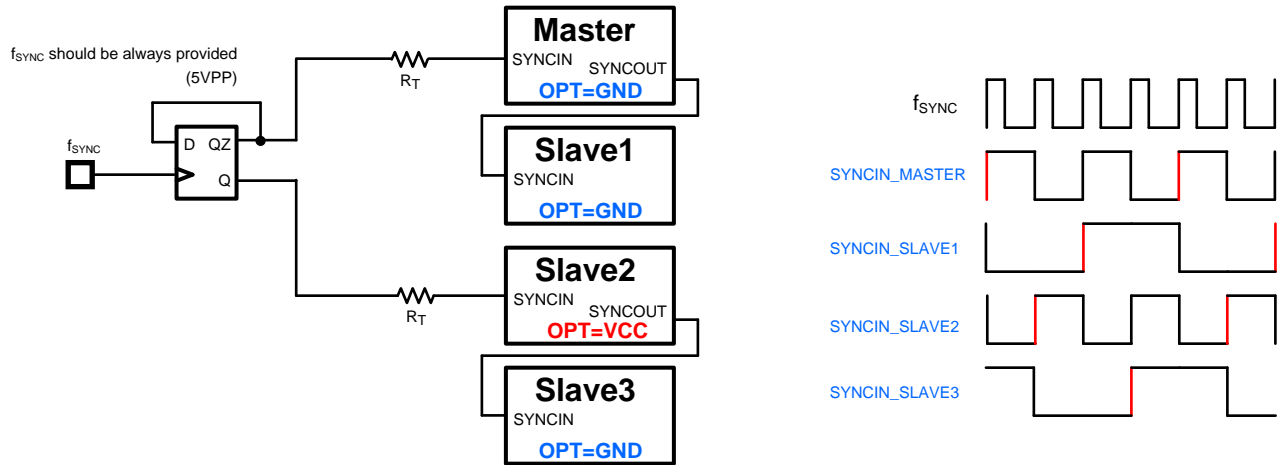 fSYNC should be always provided
(5VPP)
fSYNC
D QZ
Q
RT
RT
Master
SYNCIN
SYNCOUT
OPT=GND
Slave1
SYNCIN
OPT=GND
Slave2
SYNCIN
SYNCOUT
OPT=VCC
Slave3
SYNCIN
OPT=GND
fSYNC
SYNCIN_MASTER
SYNCIN_SLAVE1
SYNCIN_SLAVE2
SYNCIN_SLAVE3